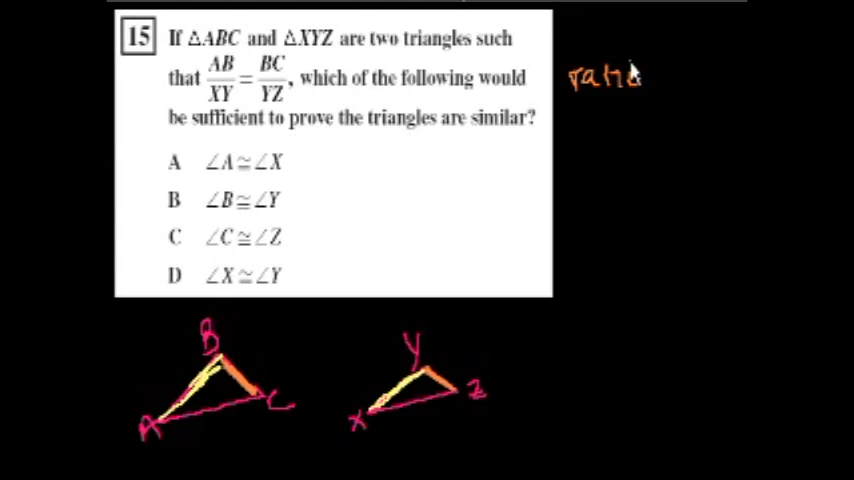 15 If △ABC and △XYZ are two triangles such
that AB/XY = BC/YZ, which of the following would
be sufficient to prove the triangles are similar?
A ∠A≅∠X
B ∠B≅∠Y
C ∠C≅∠Z
D ∠X≅∠Y
ratio
B
A
C
y
x
z